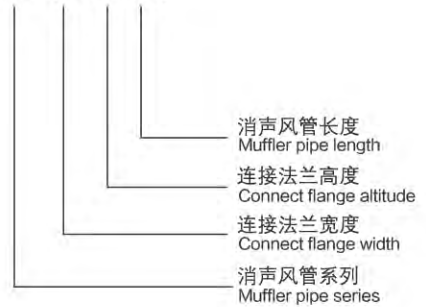 消声风管长度
Muffler pipe length
连接法兰高度
Connect flange altitude
连接法兰宽度
Connect flange width
消声风管系列
Muffler pipe series